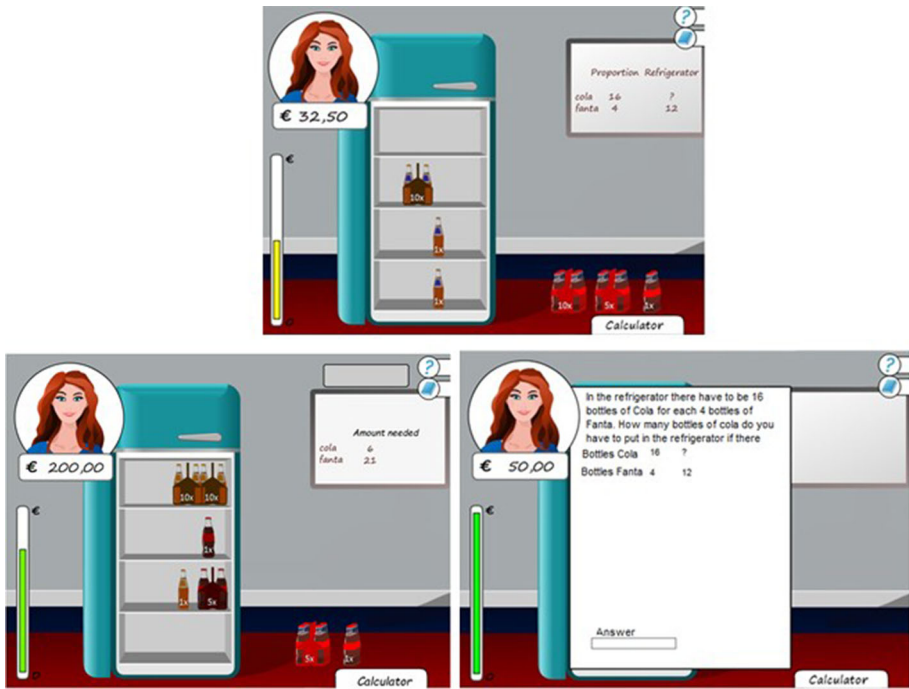 ?
€ 32,50
Proportion Refrigerator
cola 16 ?
fanta 4 12
€
10x
1x
1x
10x 5x 1x
0
Calculator
?
Amount needed
cola 6
fanta 21
€ 200,00
10x 10x
€
1x
1x 5x
5x 1x
0
Calculator
?
In the refrigerator there have to be 16
bottles of Cola for each 4 bottles of
Fanta. How many bottles of cola do you
have to put in the refrigerator if there
Bottles Cola 16 ?
€ 50,00
Bottles Fanta 4 12
€
Answer
0
Calculator